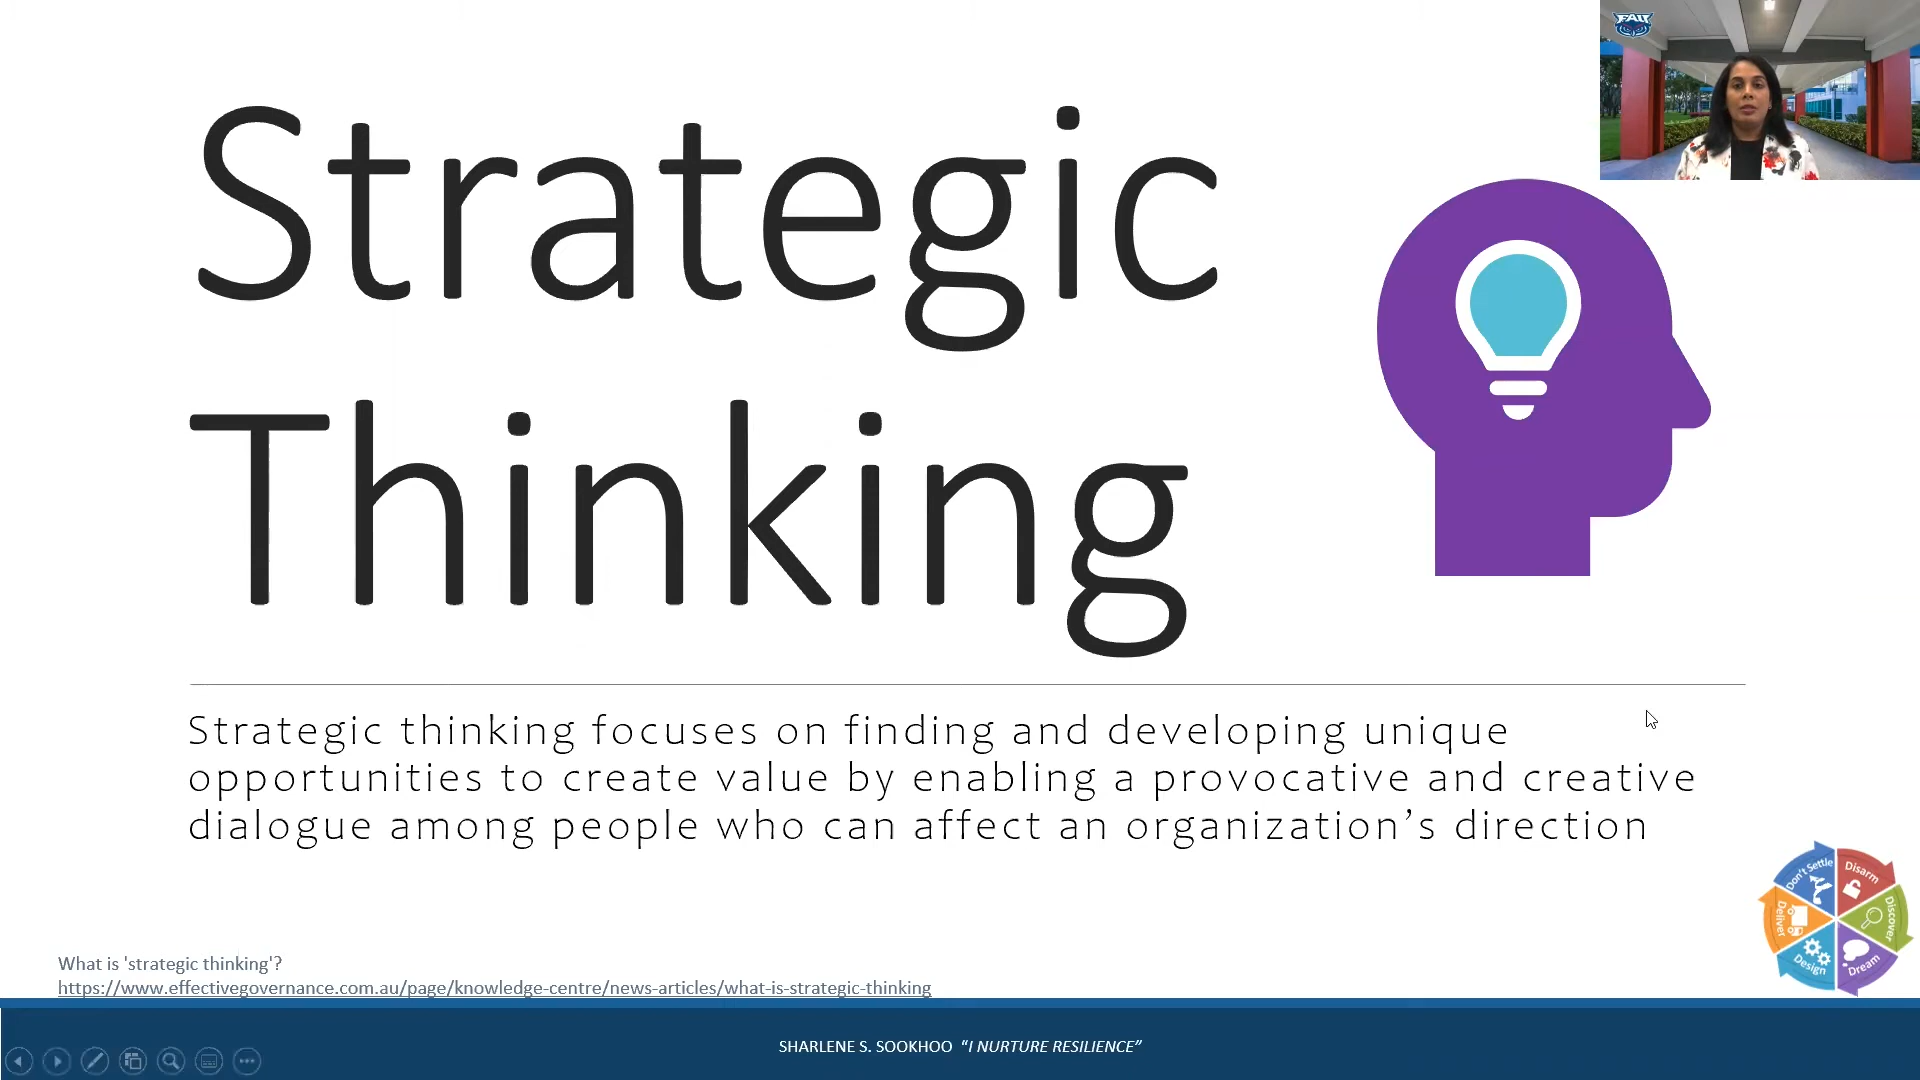 FAU
Strategic
Thinking
Strategic thinking focuses on finding and developing unique
opportunities to create value by enabling a provocative and creative
dialogue among people who can affect an organization’s direction
Don't Settle
Disarm
Discover
Dream
Design
Deliver
What is 'strategic thinking'?
https://www.effectivegovernance.com.au/page/knowledge-centre/news-articles/what-is-strategic-thinking
SHARLENE S. SOOKHOO “I NURTURE RESILIENCE”